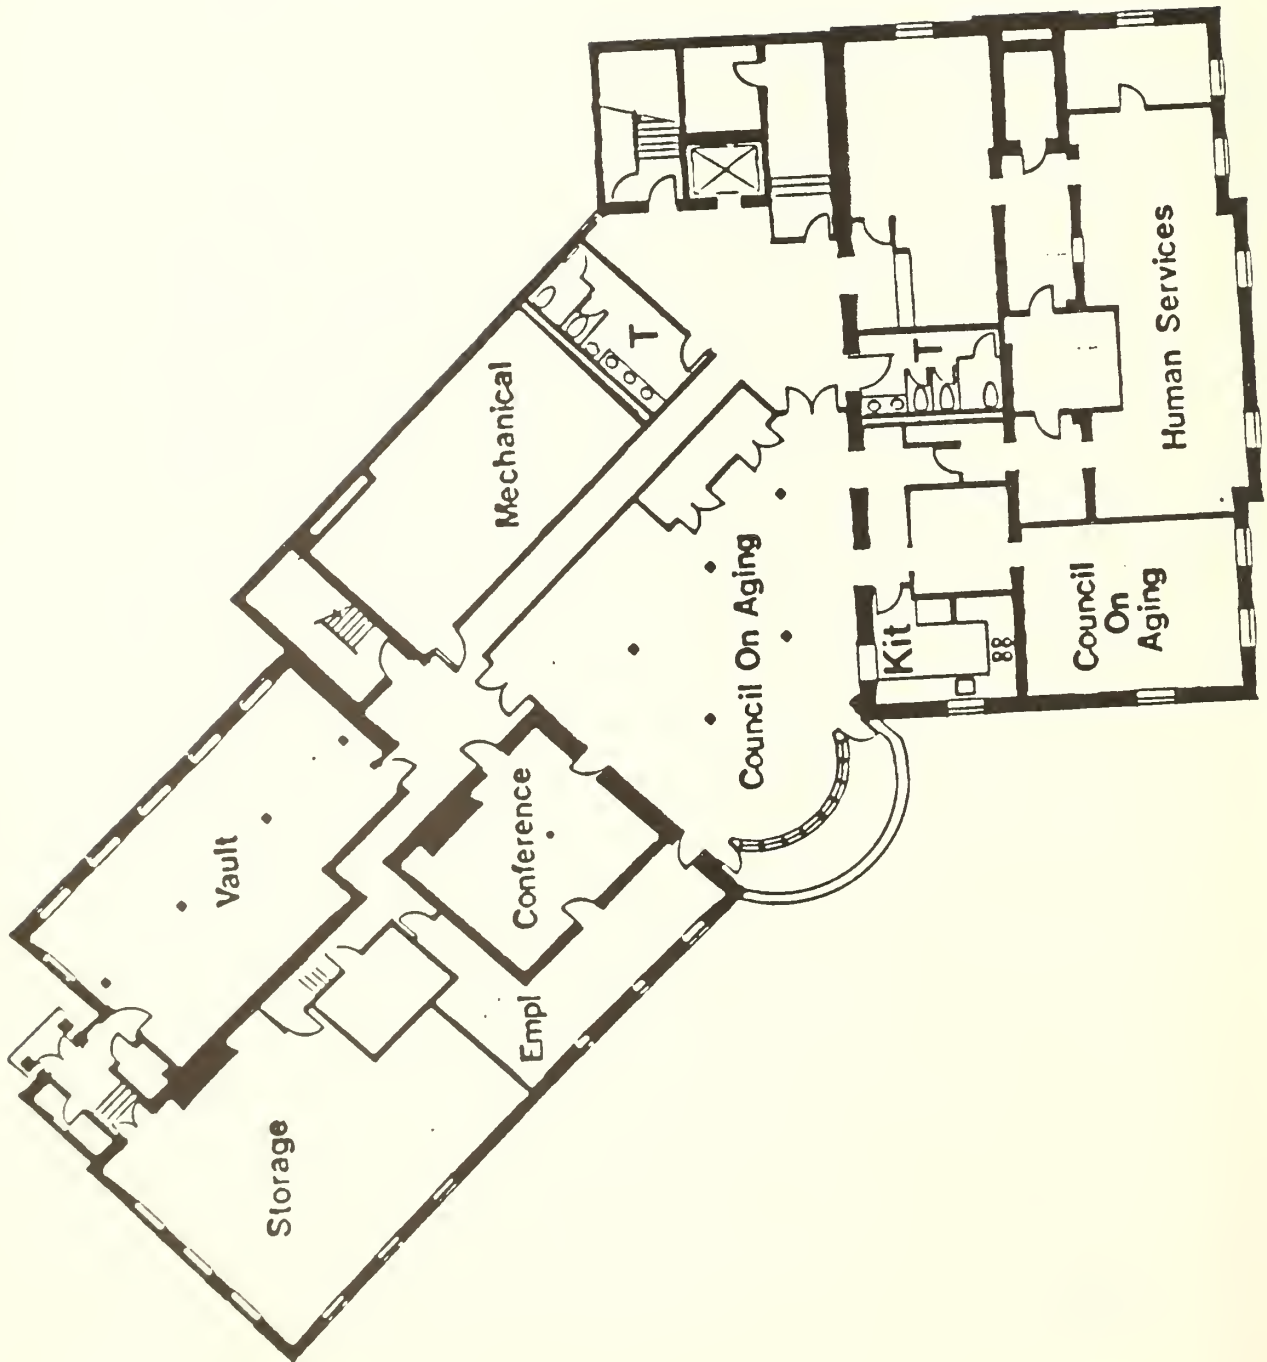 Storage
Vault
Empl
Conference
Mechanical
T
Council On Aging
Kit
T
Council
On
Aging
Human Services